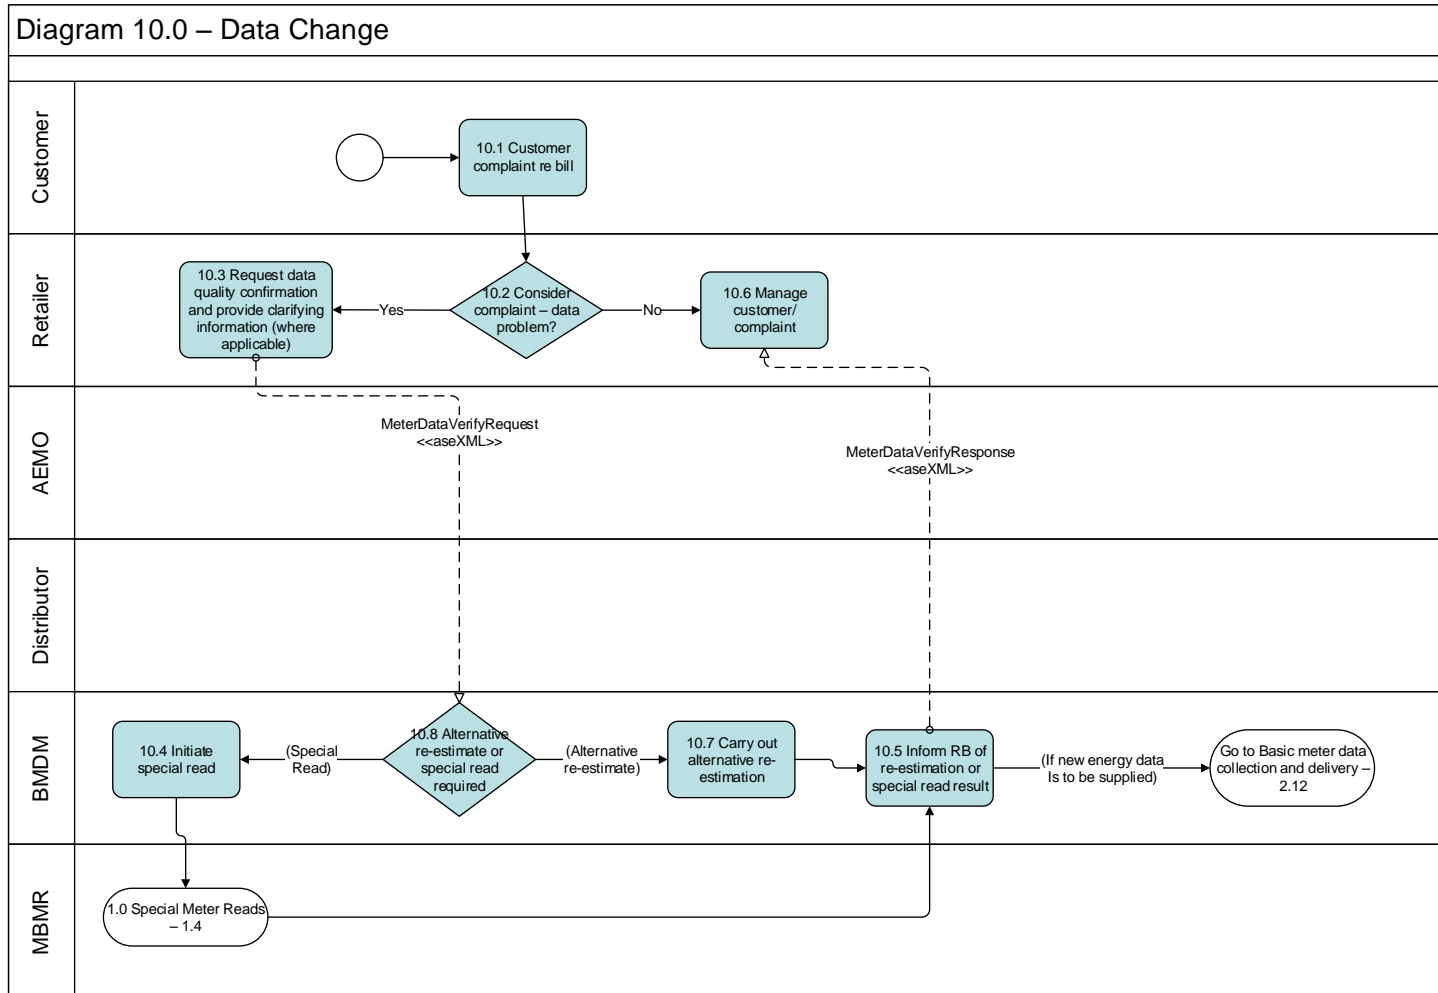 Diagram 10.0 – Data Change
Customer
10.1 Customer
complaint re bill
Retailer
10.3 Request data
quality confirmation
and provide clarifying
information (where
applicable)
Yes
10.2 Consider
complaint – data
problem?
No
10.6 Manage
customer/
complaint
AEMO
MeterDataVerifyRequest
<<aseXML>>
MeterDataVerifyResponse
<<aseXML>>
Distributor
BMDM
10.4 Initiate
special read
(Special
Read)
10.8 Alternative
re-estimate or
special read
required
(Alternative
re-estimate)
10.7 Carry out
alternative re-
estimation
10.5 Inform RB of
re-estimation or
special read result
(If new energy data
Is to be supplied)
Go to Basic meter data
collection and delivery –
2.12
MBMR
1.0 Special Meter Reads
– 1.4